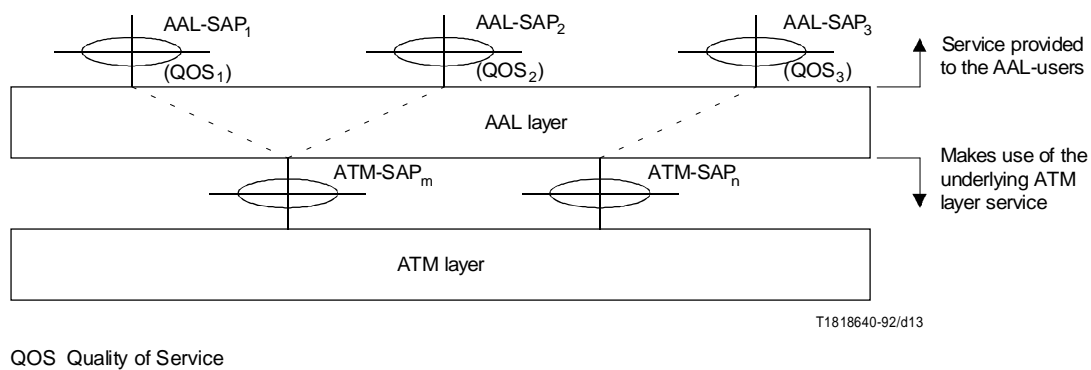 AAL-SAP1
AAL-SAP2
AAL-SAP3
(QOS1)
(QOS2)
(QOS3)
Service provided
to the AAL-users
AAL layer
Makes use of the
underlying ATM
layer service
ATM-SAPm
ATM-SAPn
ATM layer
T1818640-92/d13
QOS Quality of Service